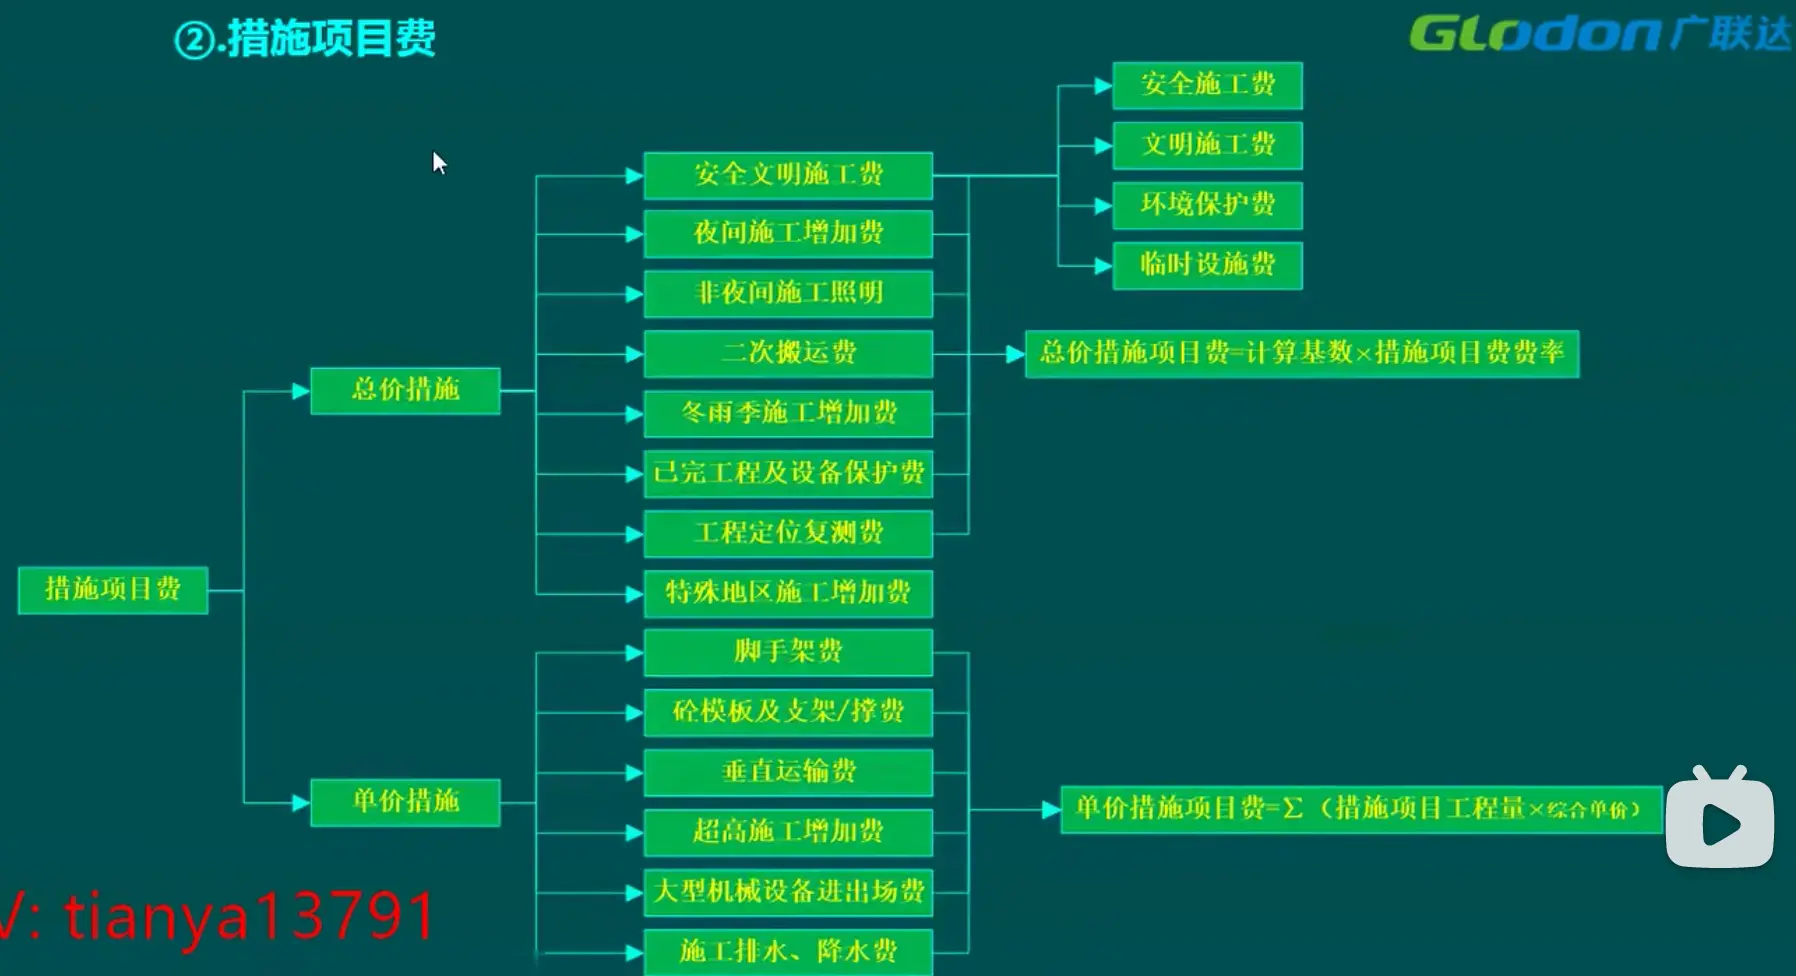 ②.措施项目费
GLodon广联达
安全施工费
文明施工费
环境保护费
临时设施费
安全文明施工费
夜间施工增加费
非夜间施工照明
二次搬运费
冬雨季施工增加费
已完工程及设备保护费
工程定位复测费
特殊地区施工增加费
总价措施项目费=计算基数×措施项目费费率
总价措施
措施项目费
单价措施
脚手架费
砼模板及支架/撑费
垂直运输费
超高施工增加费
大型机械设备进出场费
施工排水、降水费
单价措施项目费=Σ（措施项目工程量×综合单价）
V: tianya13791